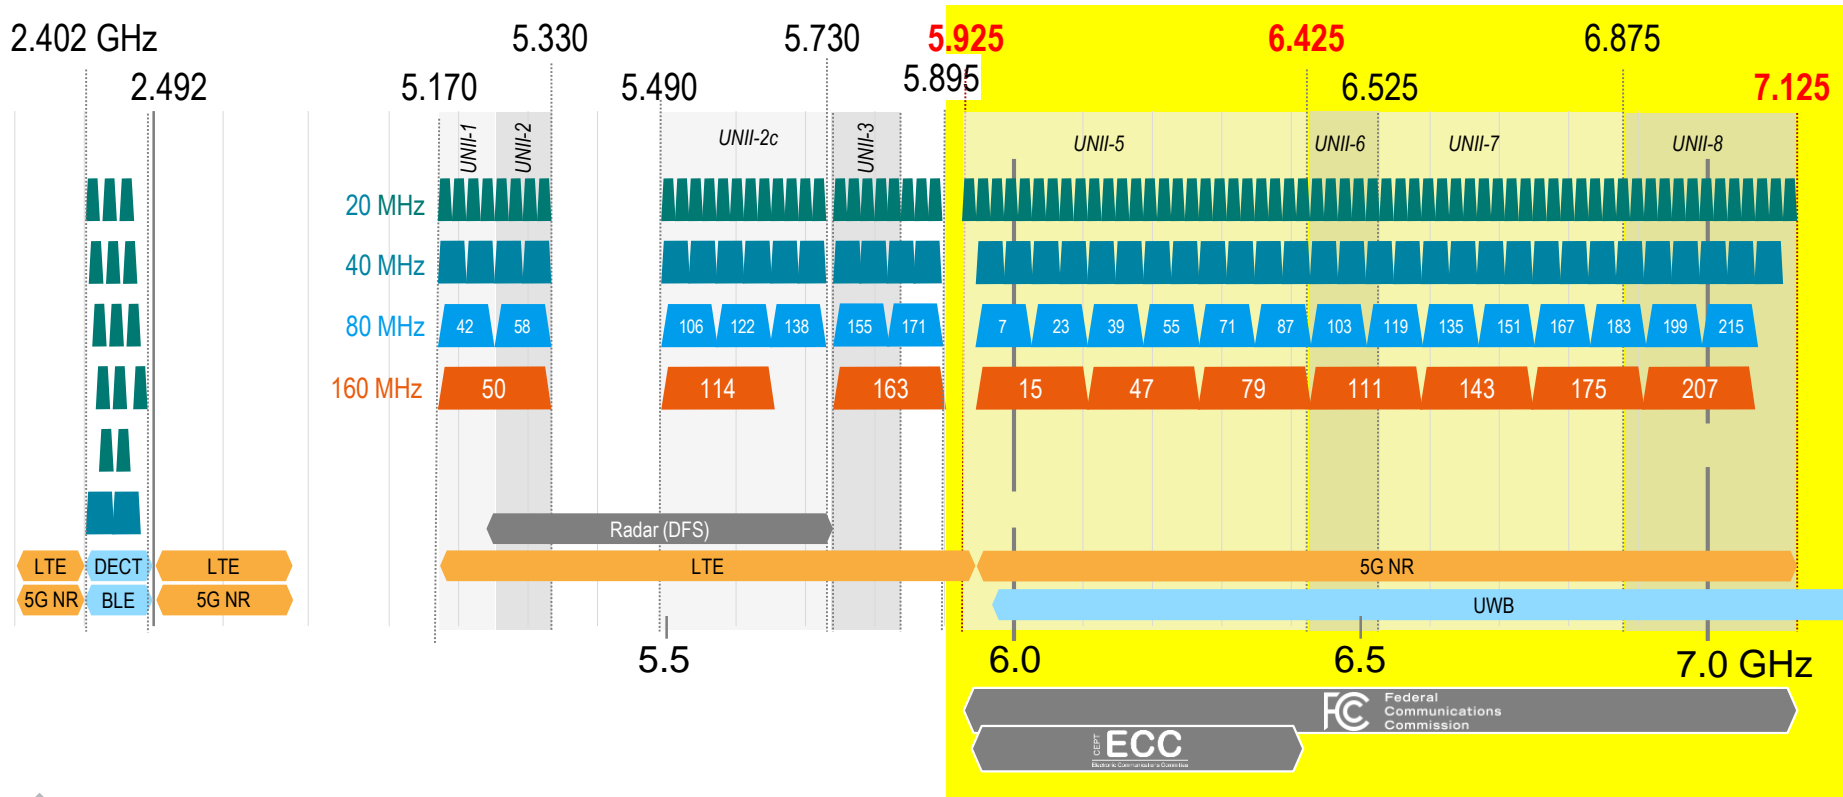 2.402 GHz 5.330 5.730 5.925 6.425 6.875
2.492 5.170 5.490 5.895 6.525 7.125
UNII-1 UNII-2 UNII-2c UNII-3 UNII-5 UNII-6 UNII-7 UNII-8
20 MHz
40 MHz
80 MHz 42 58 106 122 138 155 171 7 23 39 55 71 87 103 119 135 151 167 183 199 215
160 MHz 50 114 163 15 47 79 111 143 175 207
Radar (DFS)
LTE DECT LTE LTE 5G NR
5G NR BLE 5G NR UWB
5.5 6.0 6.5 7.0 GHz
FCC Federal
Communications
Commission
CEPT ECC
Electronic Communications Committee